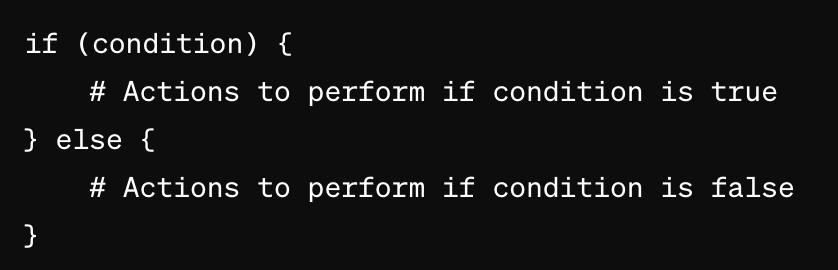 if (condition) {
    # Actions to perform if condition is true
} else {
    # Actions to perform if condition is false
}